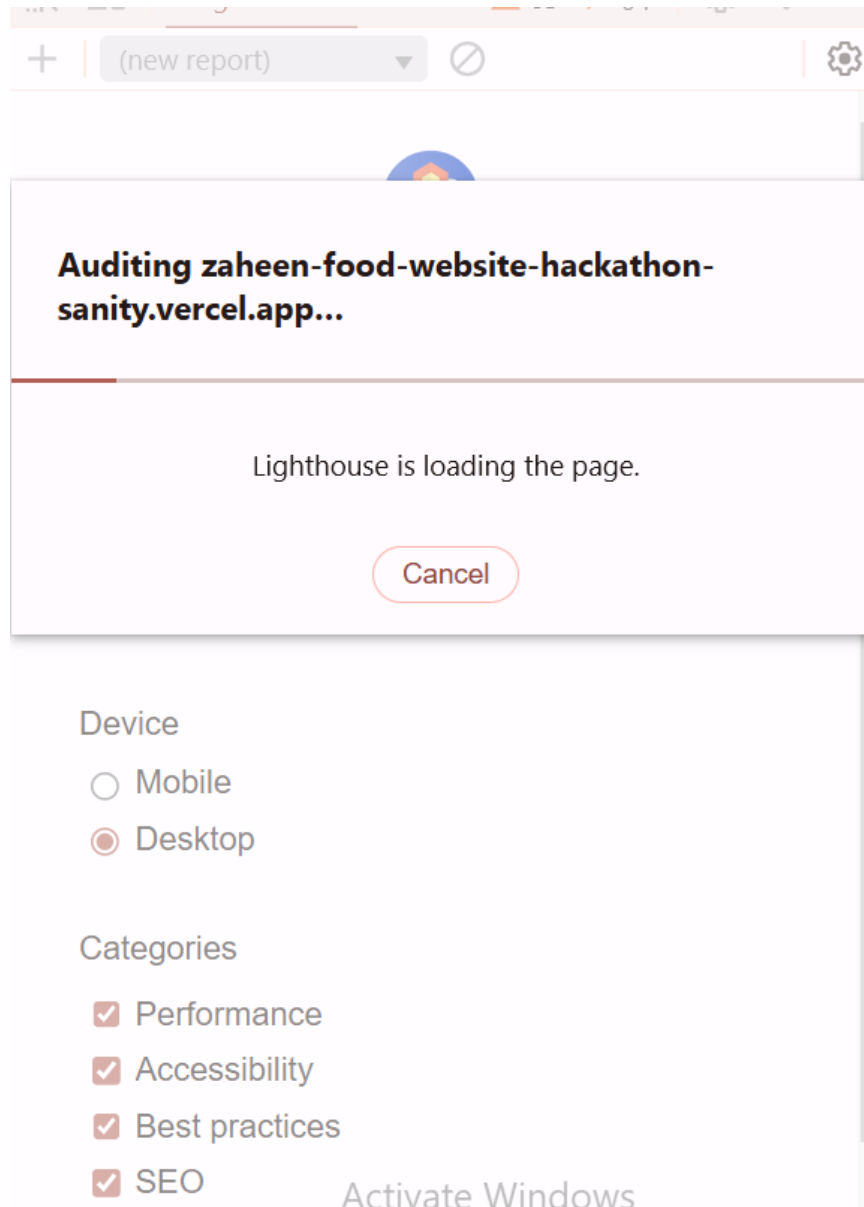 (new report)
Auditing zaheen-food-website-hackathon-
sanity.vercel.app...
Lighthouse is loading the page.
Cancel
Device
Mobile
Desktop
Categories
Performance
Accessibility
Best practices
SEO
Activate Windows